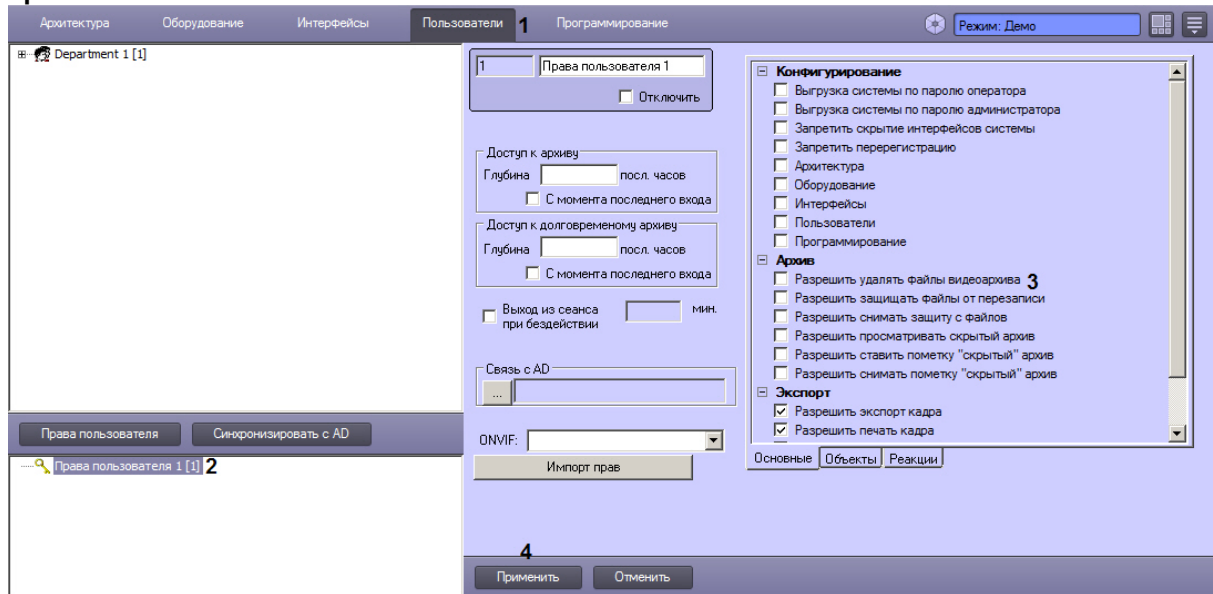 Архитектура Оборудование Интерфейсы Пользователи 1 Программирование Режим: Демо
Department 1 [1]
1 Права пользователя 1
Отключить
Доступ к архиву
Глубина посл. часов
С момента последнего входа
Доступ к долговременому архиву
Глубина посл. часов
С момента последнего входа
Выход из сеанса
при бездействии
мин.
Связь с AD
...
ONVIF:
Импорт прав
Конфигурирование
Выгрузка системы по паролю оператора
Выгрузка системы по паролю администратора
Запретить скрытие интерфейсов системы
Запретить перерегистрацию
Архитектура
Оборудование
Интерфейсы
Пользователи
Программирование
Архив
Разрешить удалять файлы видеоархива 3
Разрешить защищать файлы от перезаписи
Разрешить снимать защиту с файлов
Разрешить просматривать скрытый архив
Разрешить ставить пометку "скрытый" архив
Разрешить снимать пометку "скрытый" архив
Экспорт
Разрешить экспорт кадра
Разрешить печать кадра
Основные Объекты Реакции
Права пользователя Синхронизировать с AD
Права пользователя 1 [1] 2
4
Применить Отменить